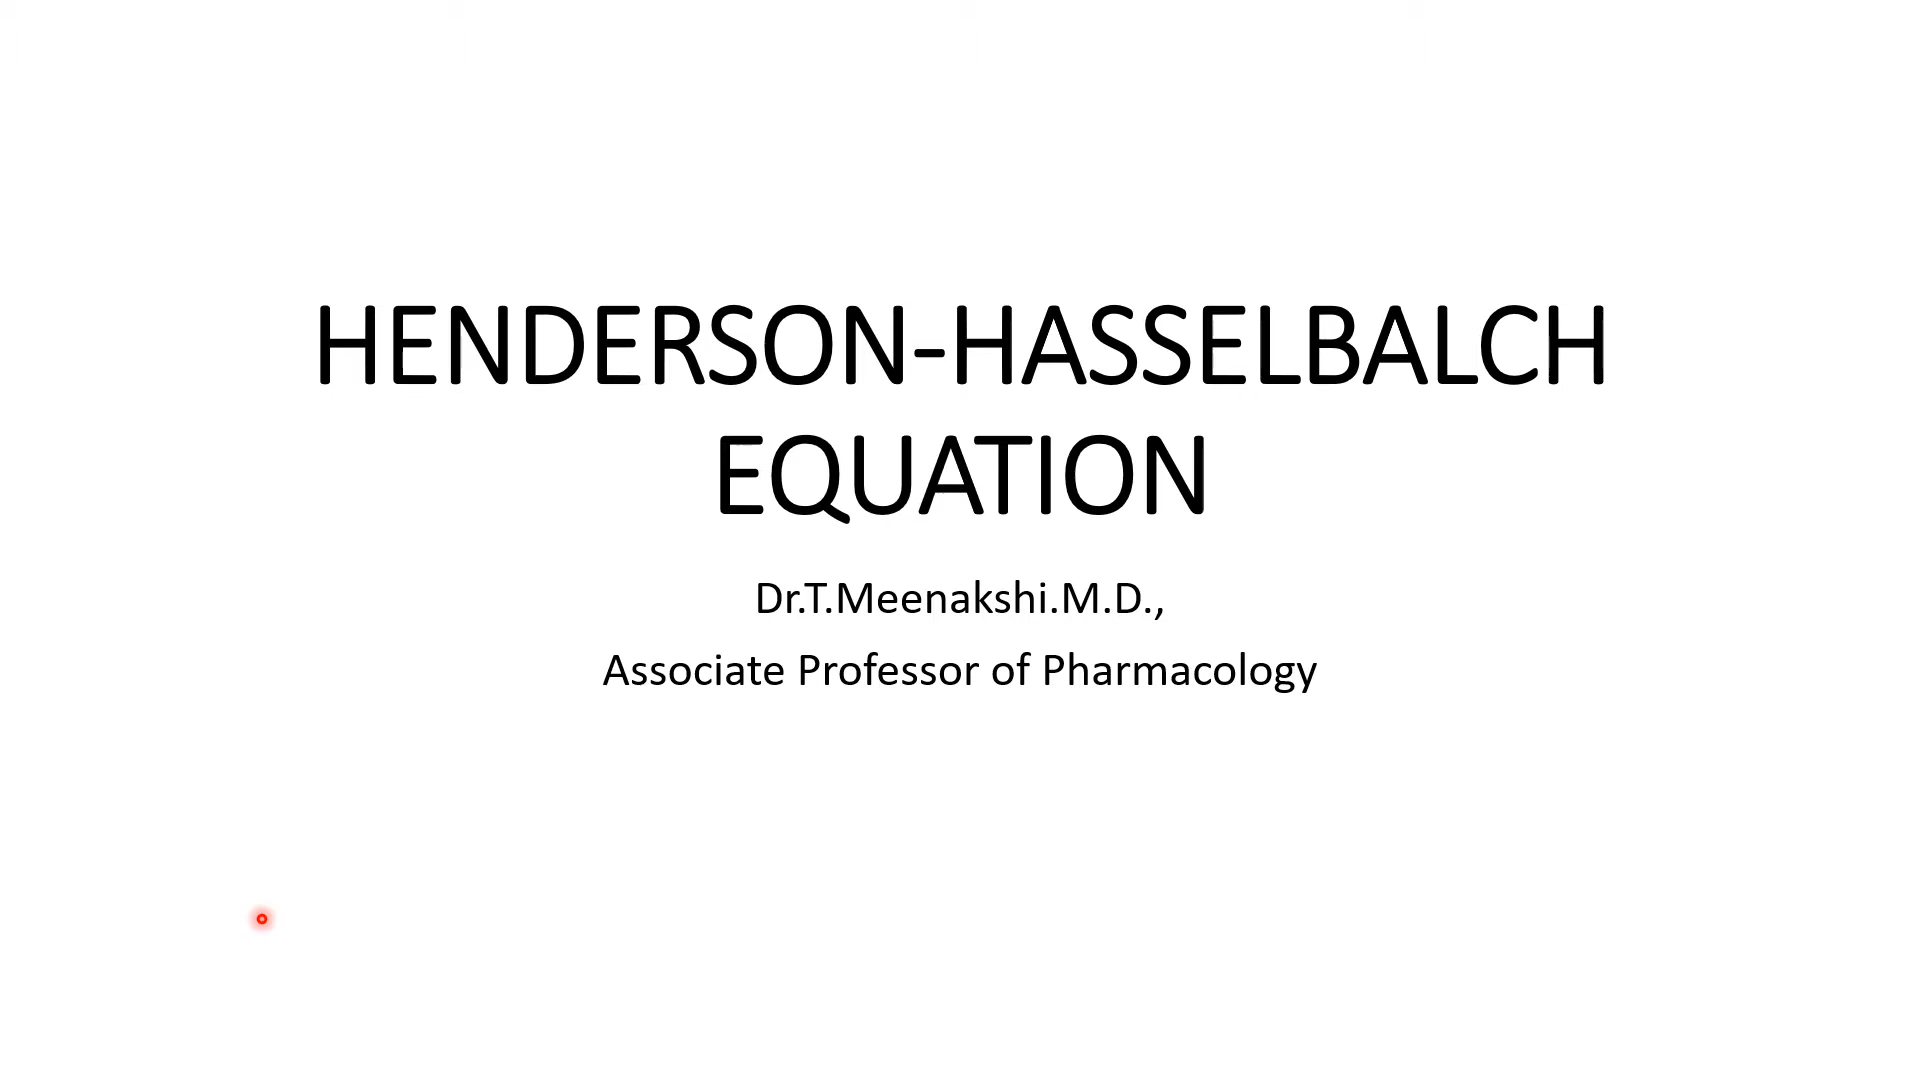 HENDERSON-HASSELBALCH
EQUATION
Dr.T.Meenakshi.M.D.,
Associate Professor of Pharmacology